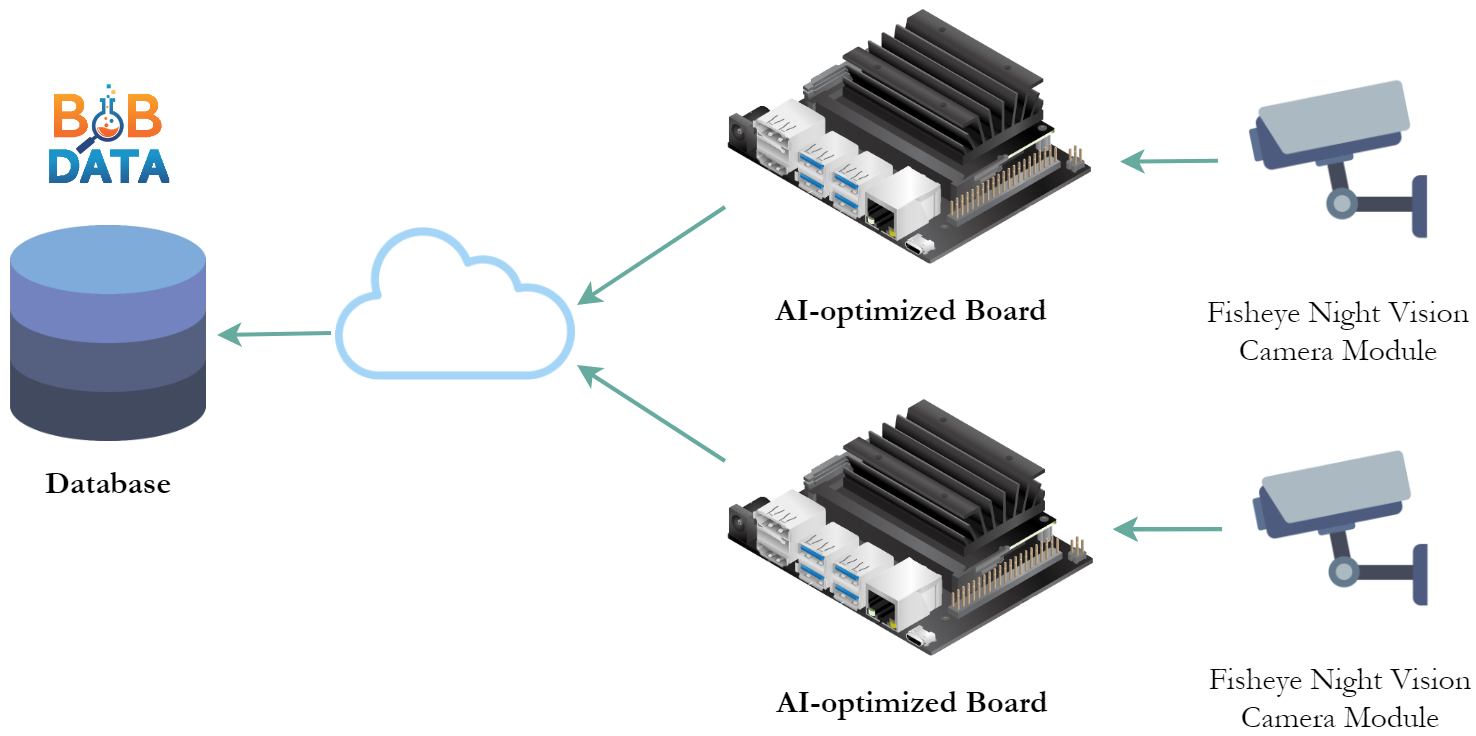 BOB
DATA
Database
AI-optimized Board
Fisheye Night Vision
Camera Module
AI-optimized Board
Fisheye Night Vision
Camera Module